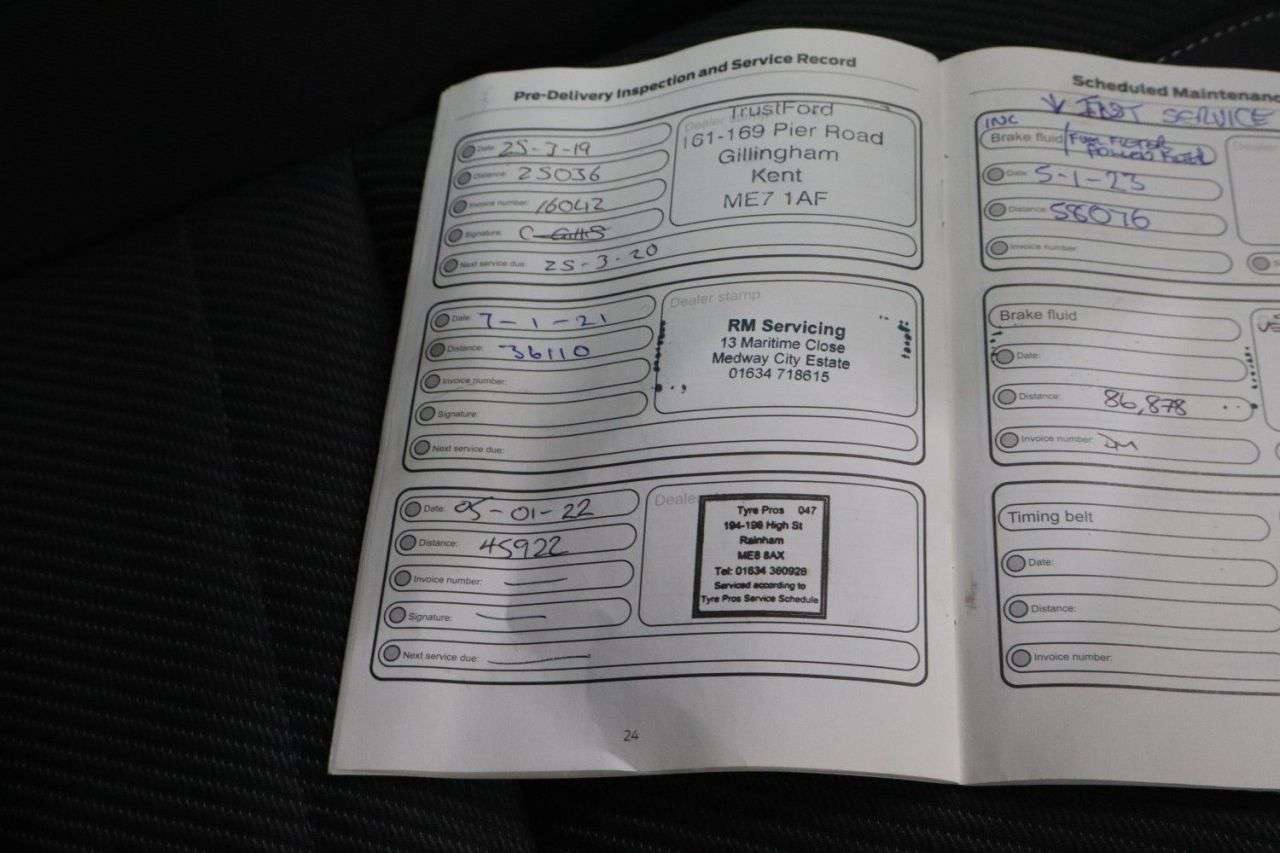 Pre-Delivery Inspection and Service Record
Date: 25-3-19
Distance: 25036
Invoice number: 16042
Signature:
Next service due: 25-3-20
Dealer
TrustFord
161-169 Pier Road
Gillingham
Kent
ME7 1AF
Date: 7-1-21
Distance: 36110
Invoice number:
Signature:
Next service due:
Dealer stamp
RM Servicing
13 Maritime Close
Medway City Estate
01634 718615
Date: 05-01-22
Distance: 45922
Invoice number:
Signature:
Next service due:
Dealer
Tyre Pros 047
194-198 High St
Rainham
ME8 8AX
Tel: 01634 360928
Serviced according to
Tyre Pros Service Schedule
24
Scheduled Maintenanc
SERVICE
INC
Brake fluid
Date: 5-1-23
Distance: 58076
Invoice number:
Brake fluid
Date:
Distance: 86,878
Invoice number:
Timing belt
Date:
Distance:
Invoice number: